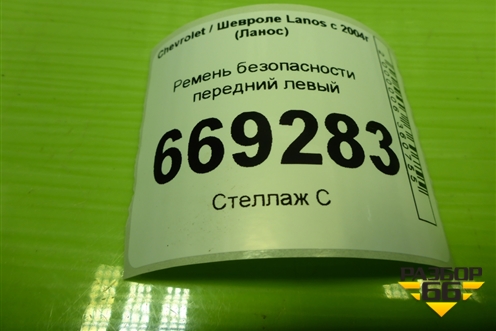 Chevrolet / Шевроле Lanos с 2004г
(Ланос)
Ремень безопасности
передний левый
669283
Стеллаж С
РАЗБОР
66